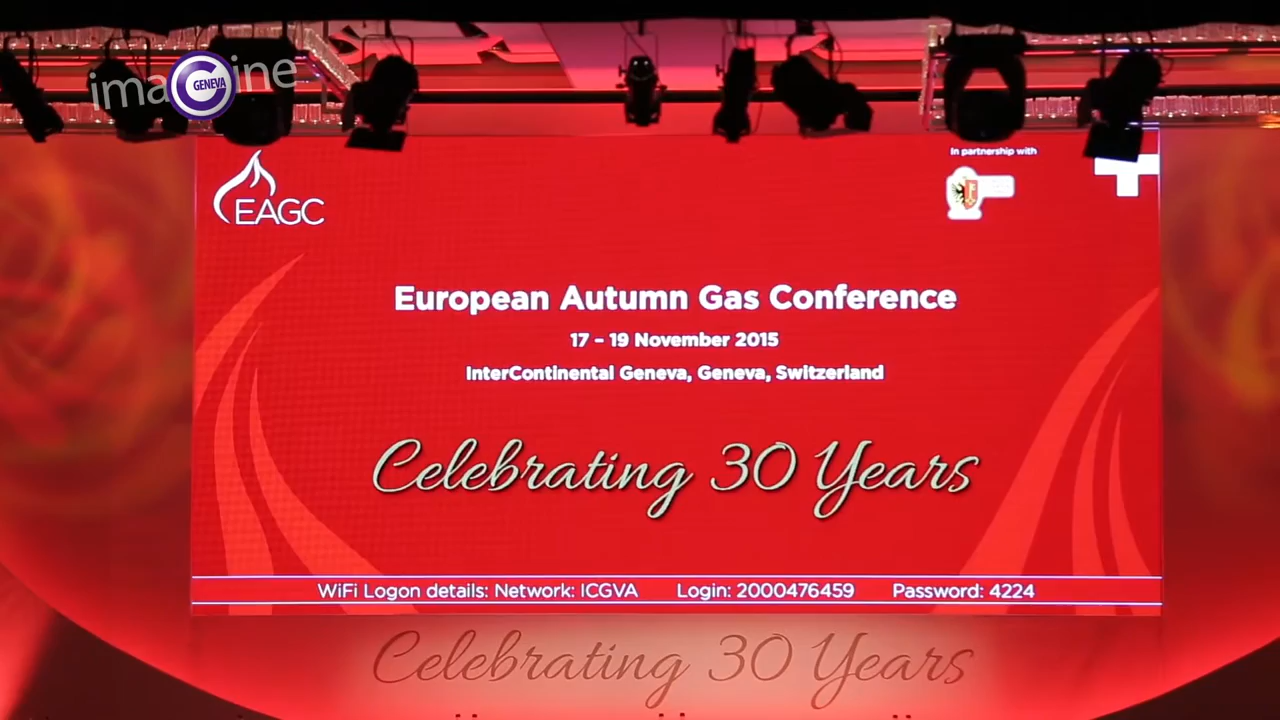 imaGine
GENEVA
EAGC
In partnership with
European Autumn Gas Conference
17 – 19 November 2015
InterContinental Geneva, Geneva, Switzerland
Celebrating 30 Years
WiFi Logon details: Network: ICGVA Login: 2000476459 Password: 4224
Celebrating 30 Years